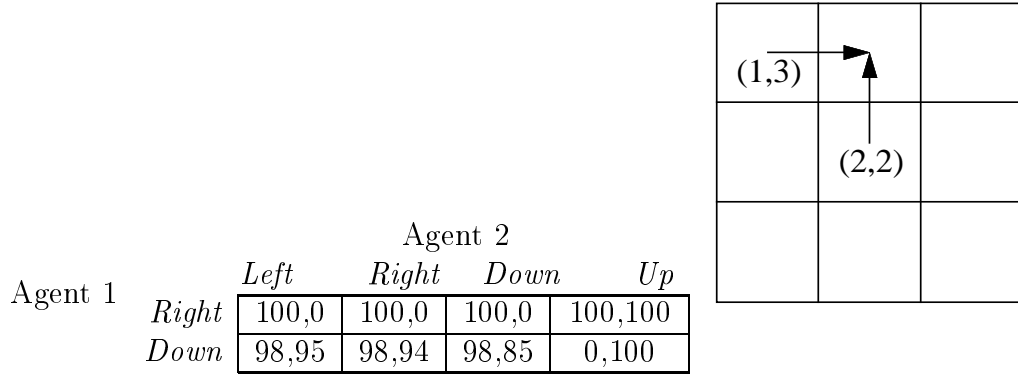 (1,3)
(2,2)
Agent 2
Left Right Down Up
Agent 1
Right 100,0 100,0 100,0 100,100
Down 98,95 98,94 98,85 0,100